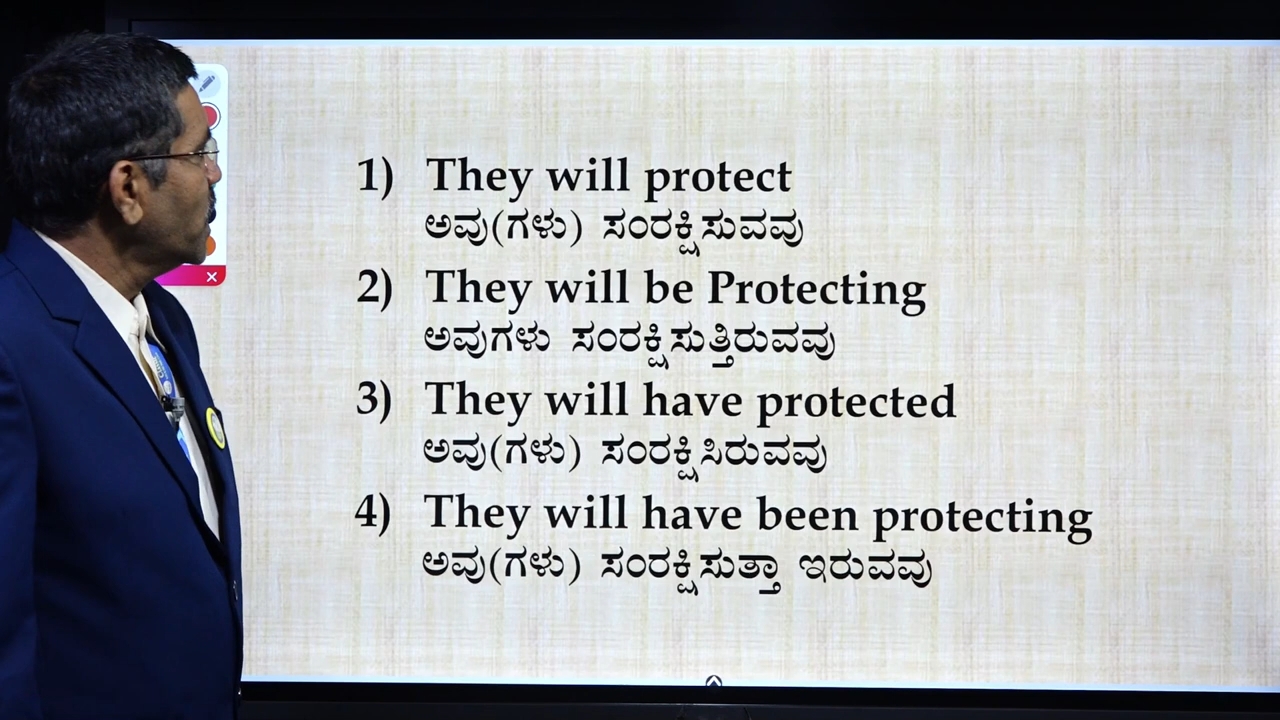 1) They will protect
ಅವು(ಗಳು) ಸಂರಕ್ಷಿಸುವವು
2) They will be Protecting
ಅವುಗಳು ಸಂರಕ್ಷಿಸುತ್ತಿರುವವು
3) They will have protected
ಅವು(ಗಳು) ಸಂರಕ್ಷಿಸಿರುವವು
4) They will have been protecting
ಅವು(ಗಳು) ಸಂರಕ್ಷಿಸುತ್ತಾ ಇರುವವು